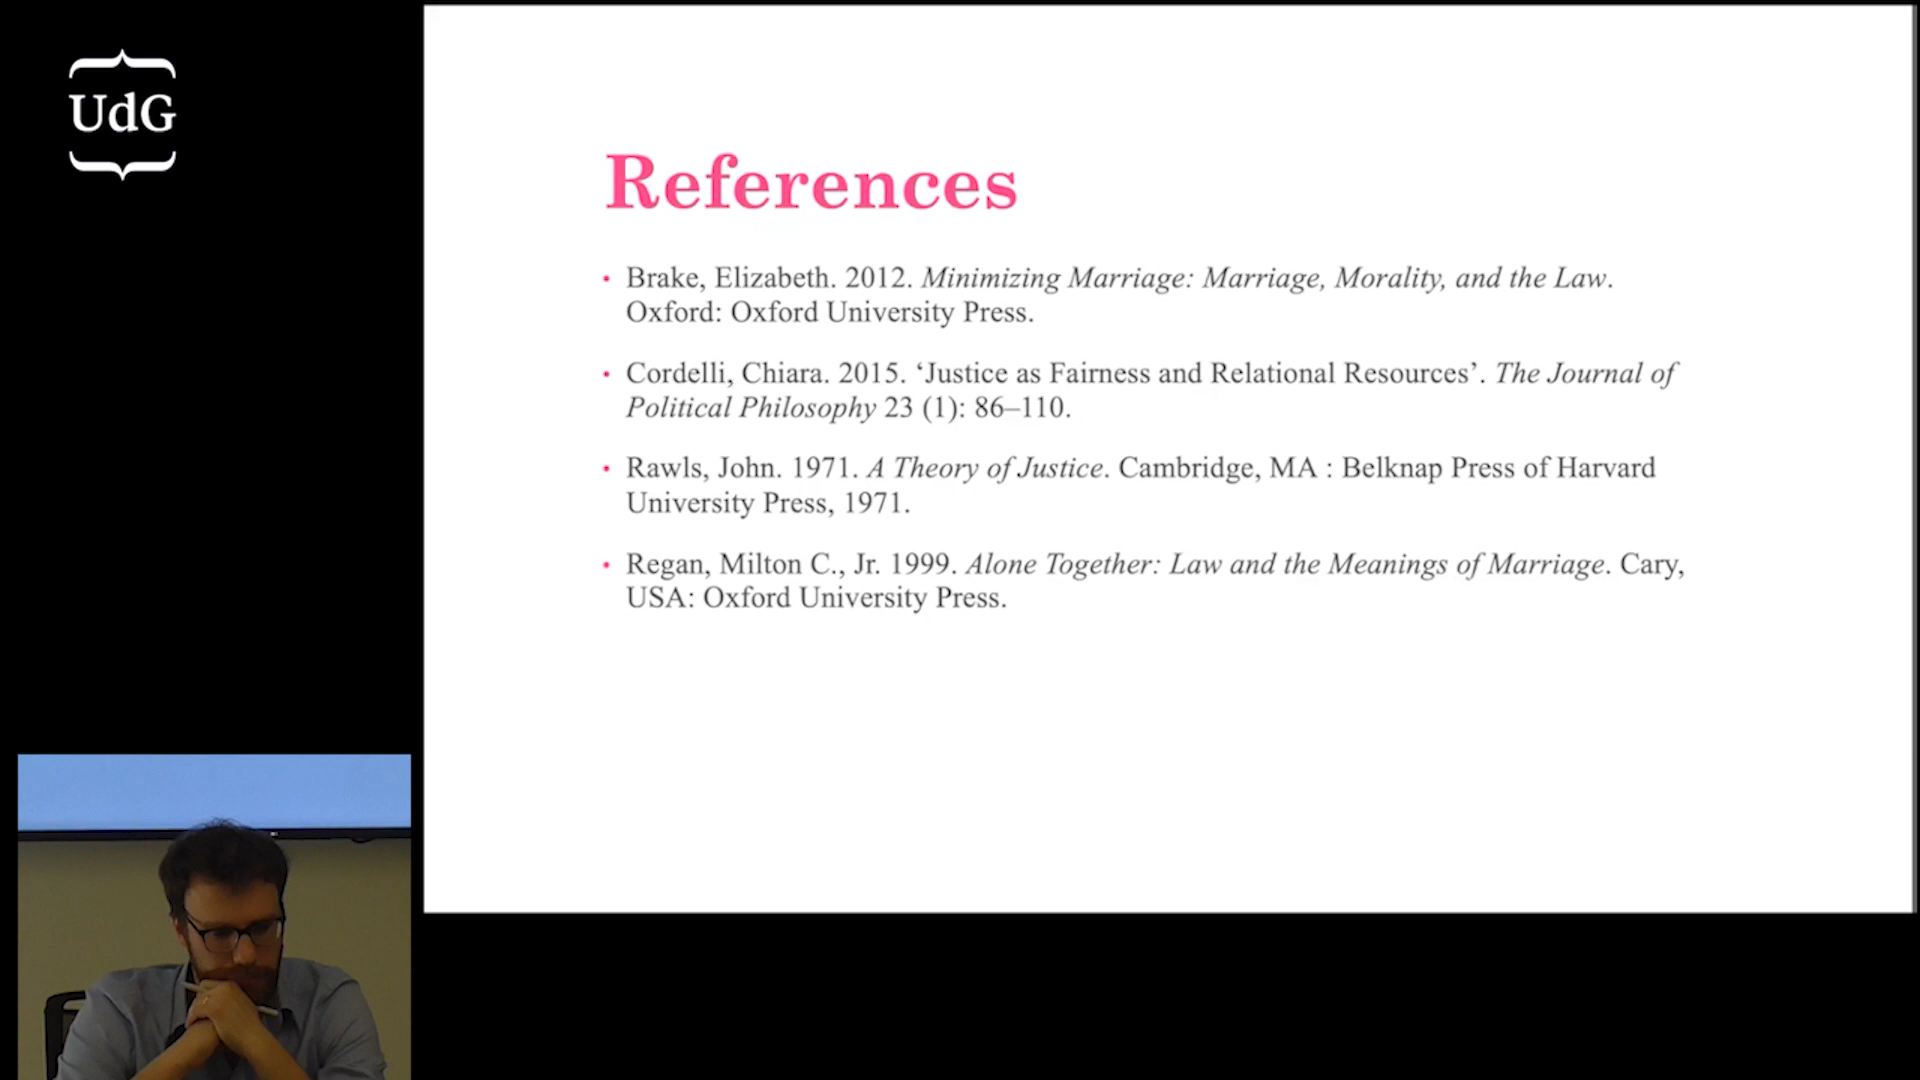 UdG
References
Brake, Elizabeth. 2012. Minimizing Marriage: Marriage, Morality, and the Law.
Oxford: Oxford University Press.
Cordelli, Chiara. 2015. ‘Justice as Fairness and Relational Resources’. The Journal of
Political Philosophy 23 (1): 86–110.
Rawls, John. 1971. A Theory of Justice. Cambridge, MA : Belknap Press of Harvard
University Press, 1971.
Regan, Milton C., Jr. 1999. Alone Together: Law and the Meanings of Marriage. Cary,
USA: Oxford University Press.